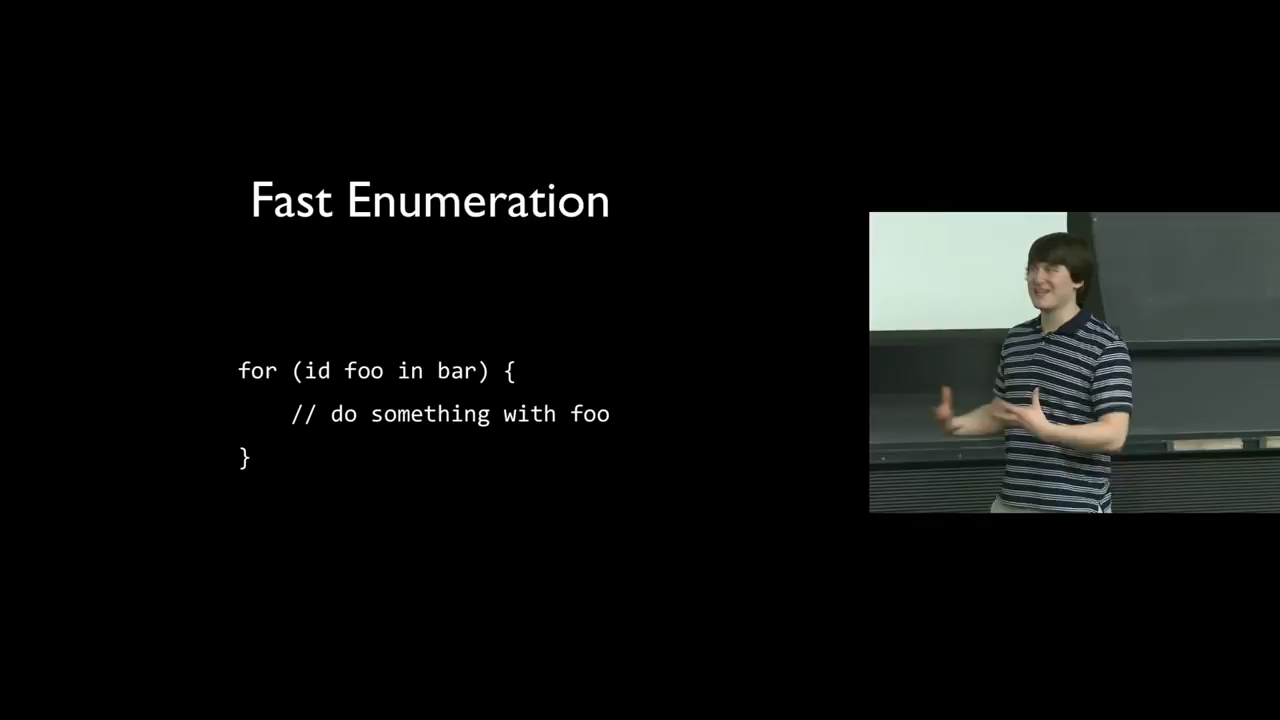 Fast Enumeration
for (id foo in bar) {
    // do something with foo
}